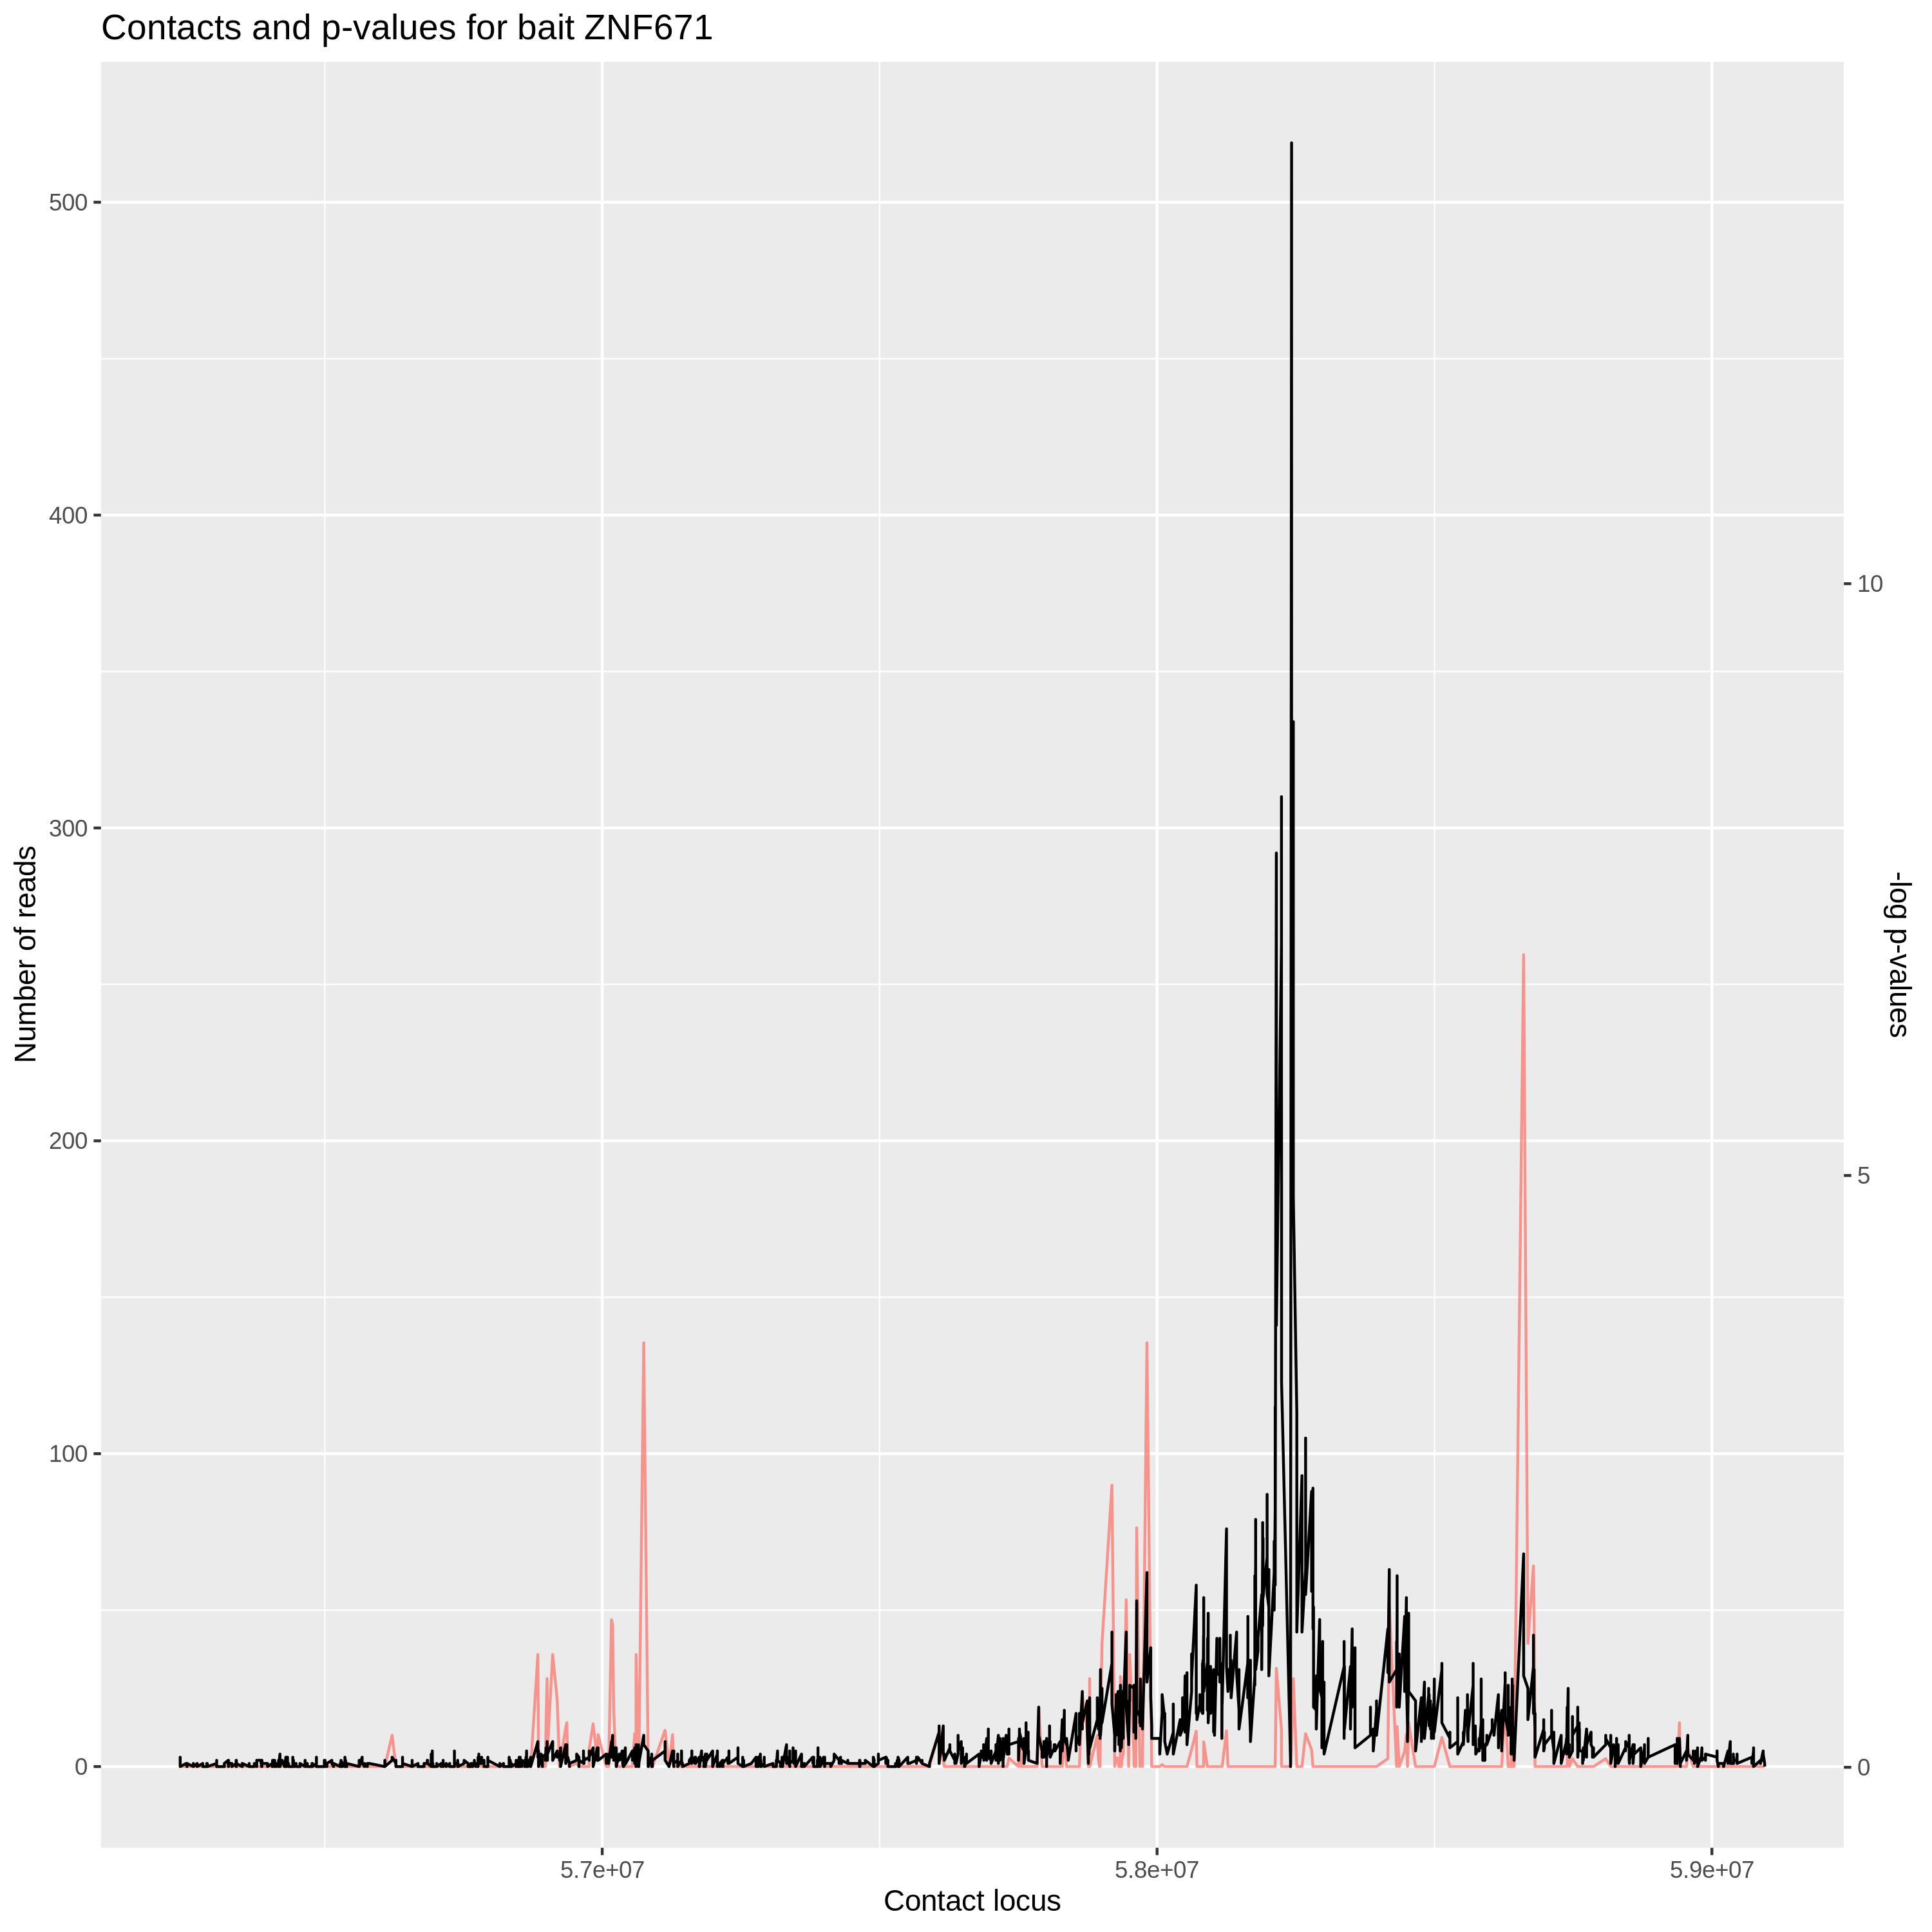 Contacts and p-values for bait ZNF671
500
400
300
200
100
0
Number of reads
10
5
0
-log p-values
5.7e+07
5.8e+07
5.9e+07
Contact locus